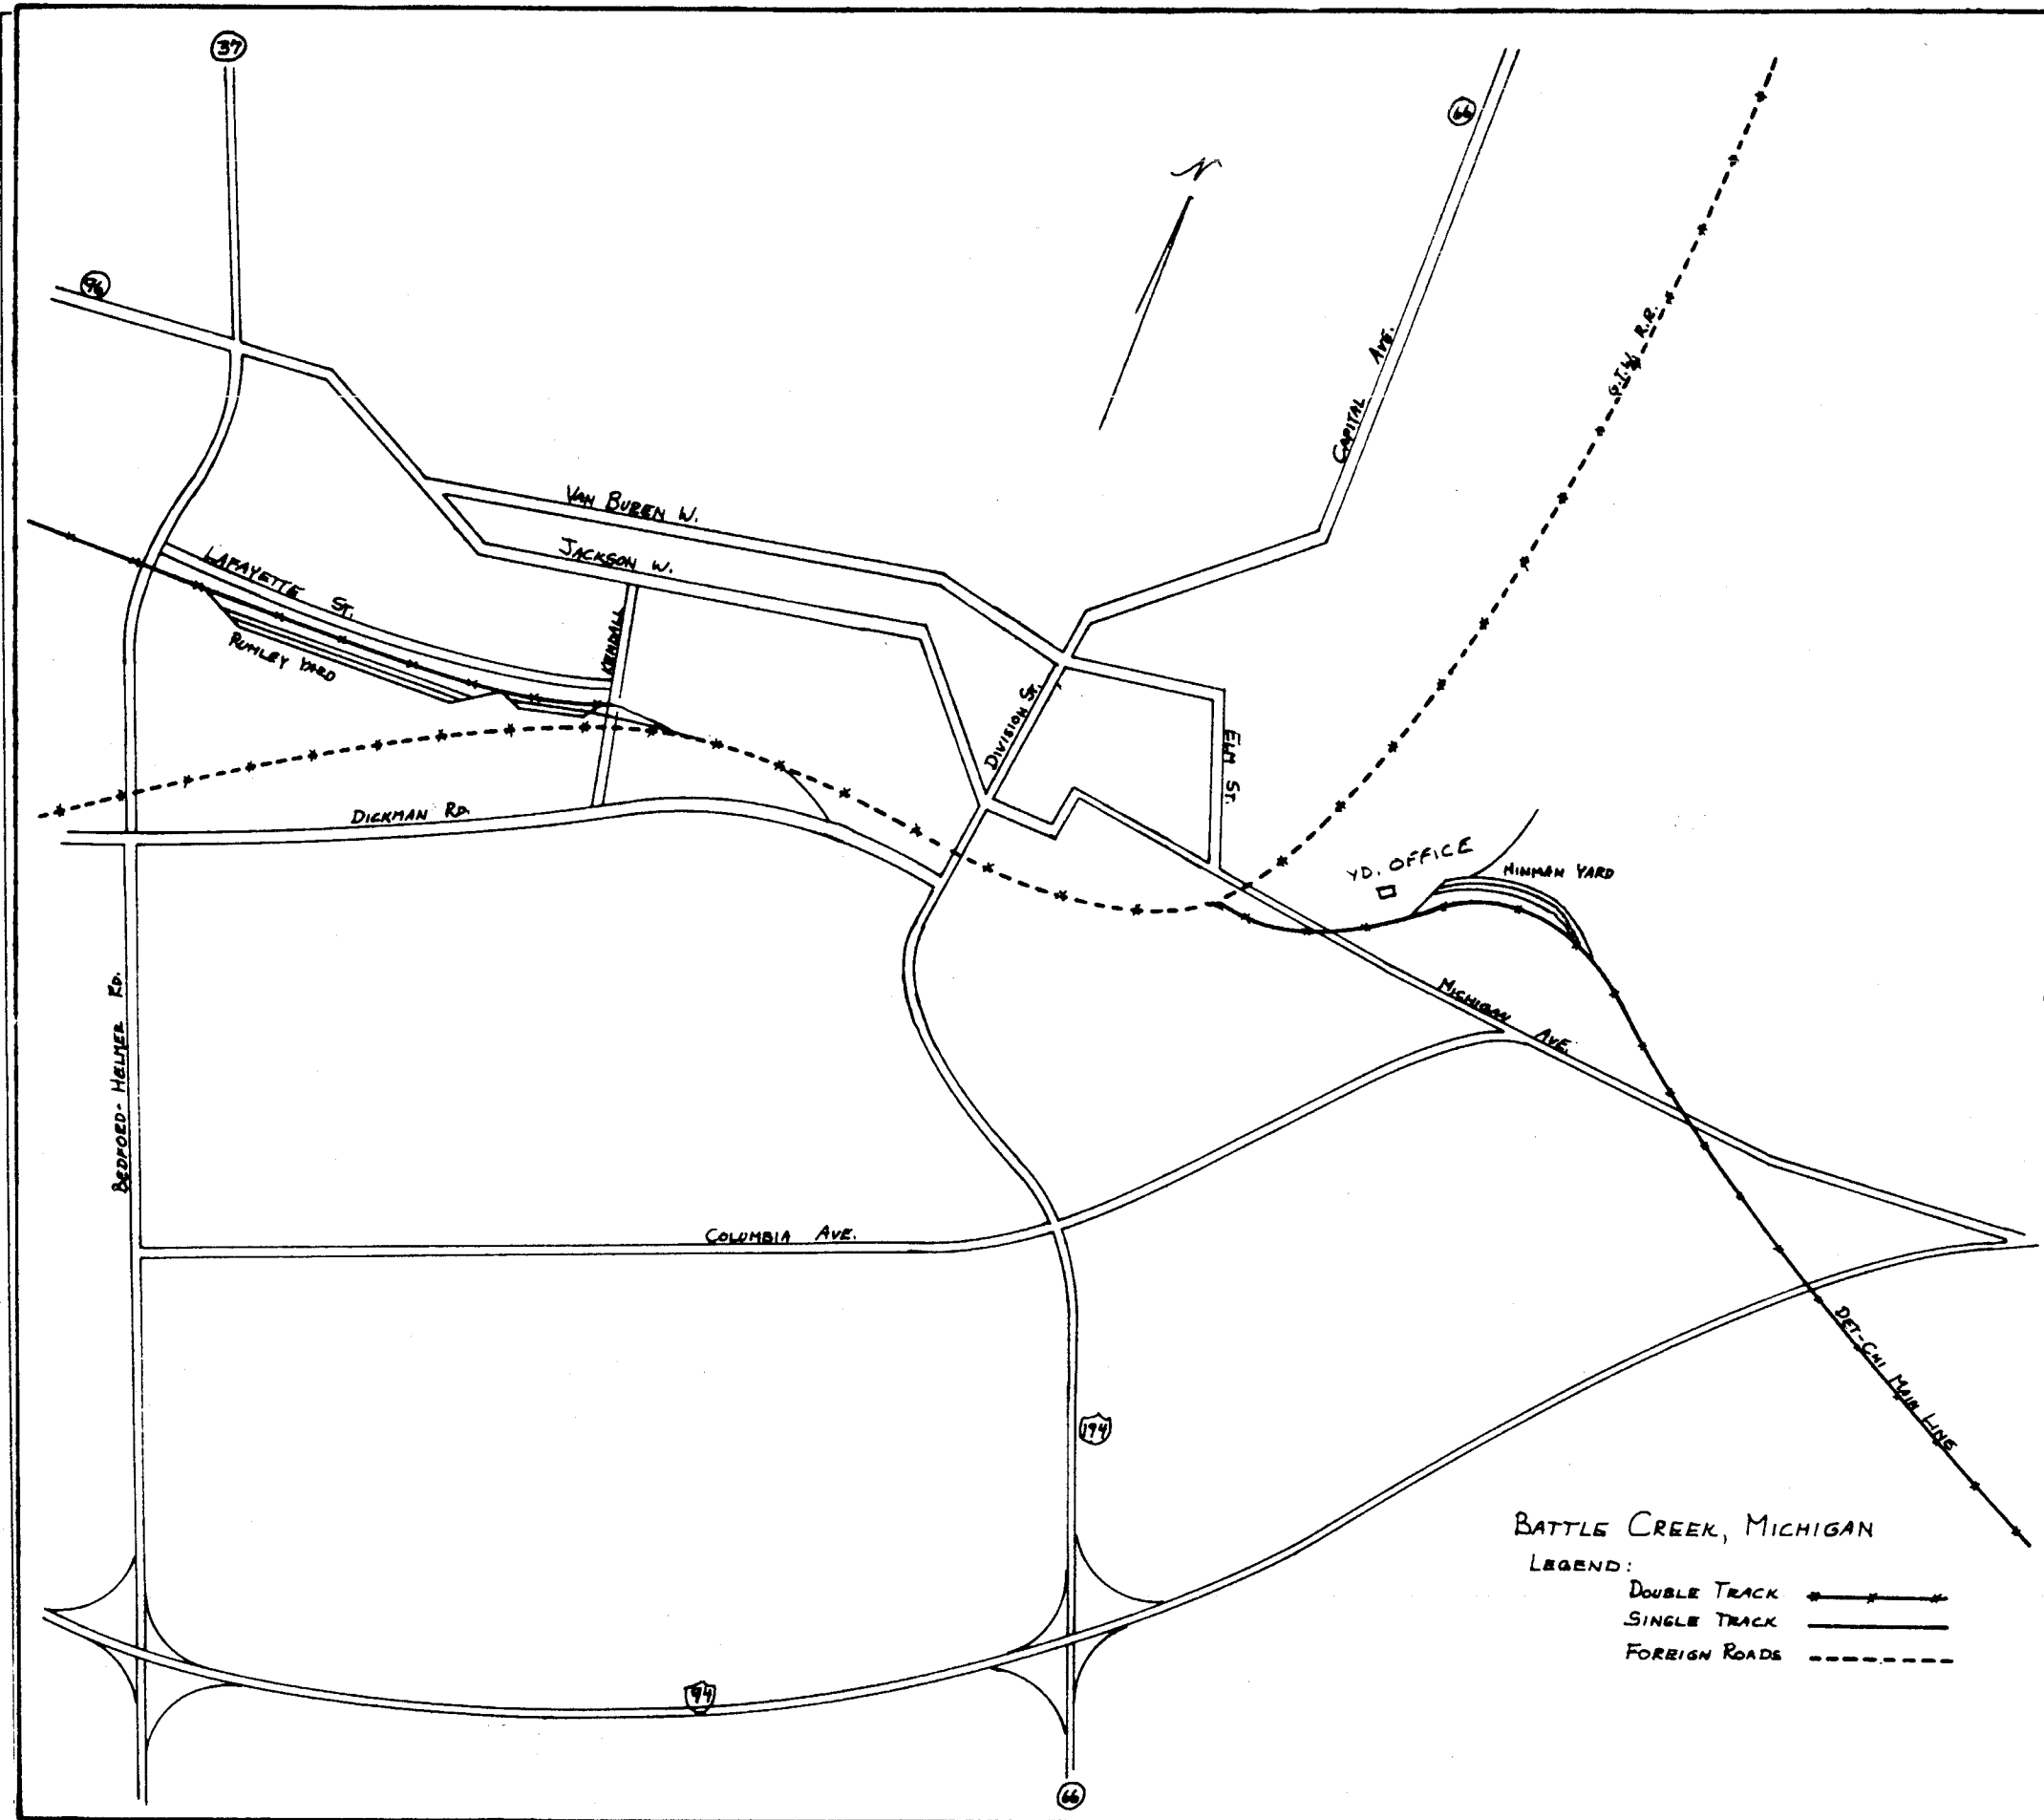 37
66
N
96
G.T.W. R.R.
CAPITAL AVE.
VAN BUREN W.
JACKSON W.
LAFAYETTE ST.
KENDALL
RUMLEY YARD
DIVISION ST.
ELM ST.
DICKMAN RD.
YD. OFFICE
HINMAN YARD
BEDFORD-HELMER RD.
MICHIGAN AVE.
COLUMBIA AVE.
DET-CHI MAIN LINE
194
94
66
BATTLE CREEK, MICHIGAN
LEGEND:
DOUBLE TRACK
SINGLE TRACK
FOREIGN ROADS